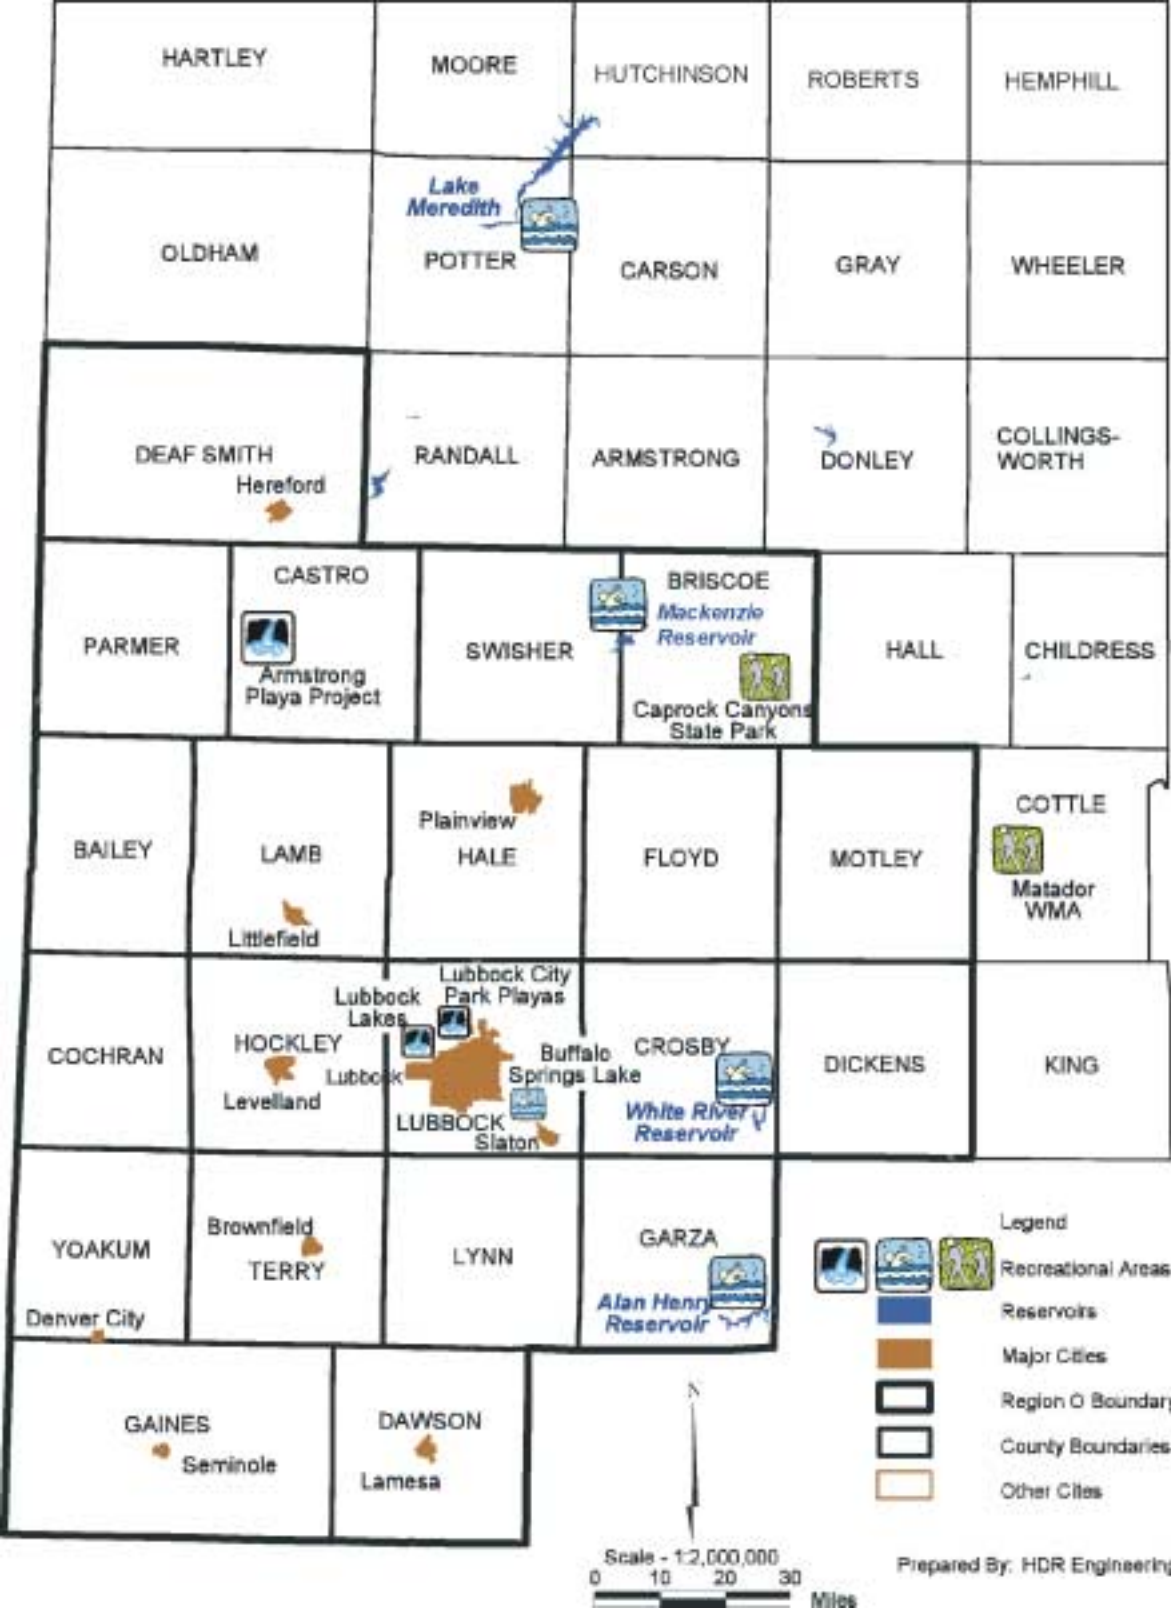 HARTLEY
MOORE
HUTCHINSON
ROBERTS
HEMPHILL
OLDHAM
Lake
Meredith
POTTER
CARSON
GRAY
WHEELER
DEAF SMITH
Hereford
RANDALL
ARMSTRONG
DONLEY
COLLINGS-
WORTH
PARMER
CASTRO
Armstrong
Playa Project
SWISHER
BRISCOE
Mackenzie
Reservoir
Caprock Canyons
State Park
HALL
CHILDRESS
BAILEY
LAMB
Littlefield
Plainview
HALE
FLOYD
MOTLEY
COTTLE
Matador
WMA
COCHRAN
HOCKLEY
Levelland
Lubbock
Lakes
Lubbock City
Park Playas
Lubbock
Buffalo
Springs Lake
LUBBOCK
Slaton
CROSBY
White River
Reservoir
DICKENS
KING
YOAKUM
Denver City
Brownfield
TERRY
LYNN
GARZA
Alan Henry
Reservoir
GAINES
Seminole
DAWSON
Lamesa
Legend
Recreational Areas
Reservoirs
Major Cities
Region O Boundary
County Boundaries
Other Cites
N
Scale - 1:2,000,000
0 10 20 30
Miles
Prepared By: HDR Engineering